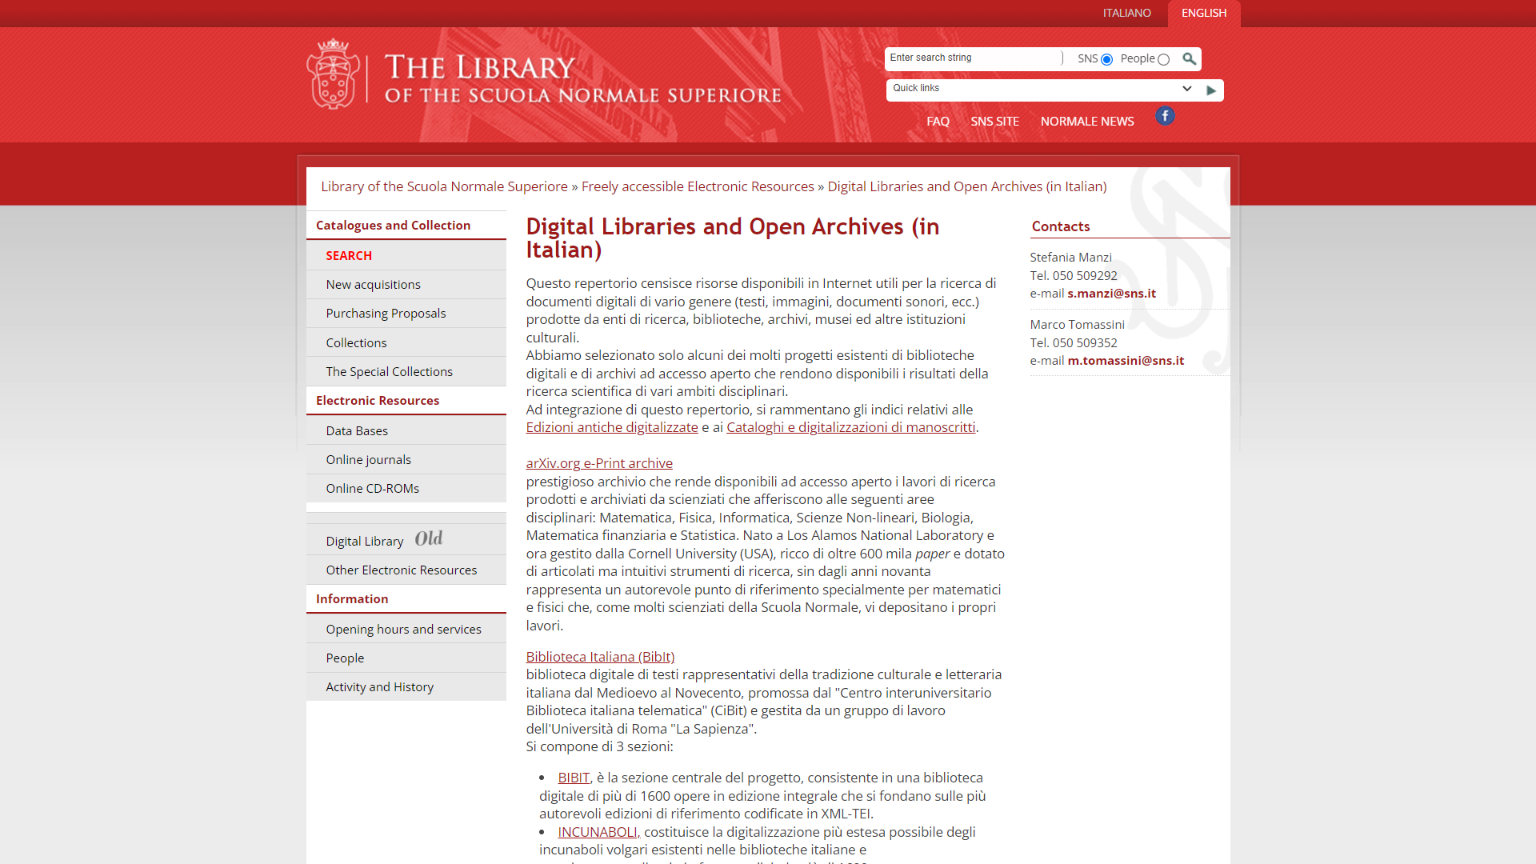 ITALIANO
ENGLISH
THE LIBRARY
OF THE SCUOLA NORMALE SUPERIORE
Enter search string
SNS
People
Quick links
FAQ
SNS SITE
NORMALE NEWS
Library of the Scuola Normale Superiore » Freely accessible Electronic Resources » Digital Libraries and Open Archives (in Italian)
Catalogues and Collection
SEARCH
New acquisitions
Purchasing Proposals
Collections
The Special Collections
Electronic Resources
Data Bases
Online journals
Online CD-ROMs
Digital Library Old
Other Electronic Resources
Information
Opening hours and services
People
Activity and History
Digital Libraries and Open Archives (in
Italian)
Questo repertorio censisce risorse disponibili in Internet utili per la ricerca di
documenti digitali di vario genere (testi, immagini, documenti sonori, ecc.)
prodotte da enti di ricerca, biblioteche, archivi, musei ed altre istituzioni
culturali.
Abbiamo selezionato solo alcuni dei molti progetti esistenti di biblioteche
digitali e di archivi ad accesso aperto che rendono disponibili i risultati della
ricerca scientifica di vari ambiti disciplinari.
Ad integrazione di questo repertorio, si rammentano gli indici relativi alle
Edizioni antiche digitalizzate e ai Cataloghi e digitalizzazioni di manoscritti.
arXiv.org e-Print archive
prestigioso archivio che rende disponibili ad accesso aperto i lavori di ricerca
prodotti e archiviati da scienziati che afferiscono alle seguenti aree
disciplinari: Matematica, Fisica, Informatica, Scienze Non-lineari, Biologia,
Matematica finanziaria e Statistica. Nato a Los Alamos National Laboratory e
ora gestito dalla Cornell University (USA), ricco di oltre 600 mila paper e dotato
di articolati ma intuitivi strumenti di ricerca, sin dagli anni novanta
rappresenta un autorevole punto di riferimento specialmente per matematici
e fisici che, come molti scienziati della Scuola Normale, vi depositano i propri
lavori.
Biblioteca Italiana (BibIt)
biblioteca digitale di testi rappresentativi della tradizione culturale e letteraria
italiana dal Medioevo al Novecento, promossa dal "Centro interuniversitario
Biblioteca italiana telematica" (CiBit) e gestita da un gruppo di lavoro
dell'Università di Roma "La Sapienza".
Si compone di 3 sezioni:
• BIBIT, è la sezione centrale del progetto, consistente in una biblioteca
digitale di più di 1600 opere in edizione integrale che si fondano sulle più
autorevoli edizioni di riferimento codificate in XML-TEI.
• INCUNABOLI, costituisce la digitalizzazione più estesa possibile degli
incunaboli volgari esistenti nelle biblioteche italiane e
Contacts
Stefania Manzi
Tel. 050 509292
e-mail s.manzi@sns.it
Marco Tomassini
Tel. 050 509352
e-mail m.tomassini@sns.it